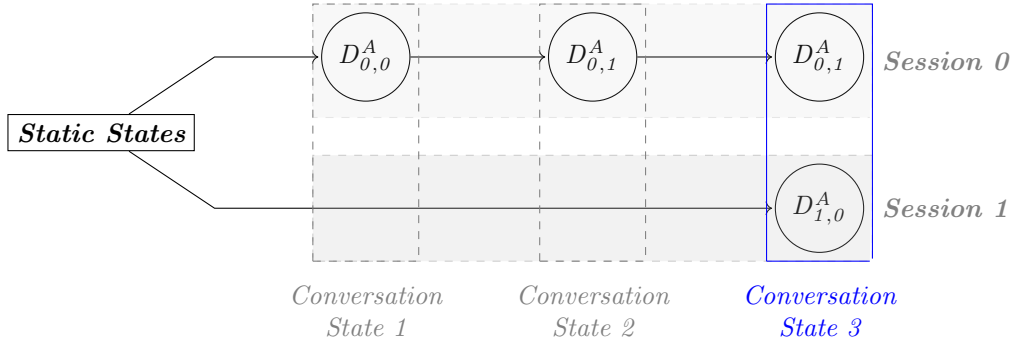 D^A_{0,0} D^A_{0,1} D^A_{0,1} Session 0
Static States
D^A_{1,0} Session 1
Conversation State 1
Conversation State 2
Conversation State 3